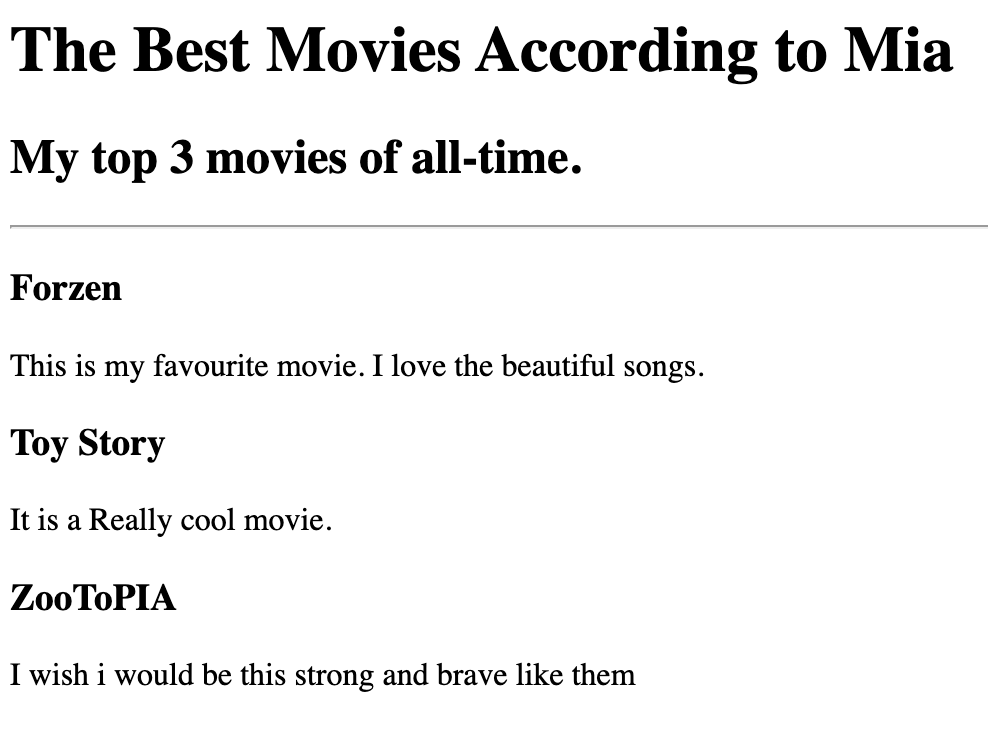 The Best Movies According to Mia
My top 3 movies of all-time.
Forzen
This is my favourite movie. I love the beautiful songs.
Toy Story
It is a Really cool movie.
ZooToPIA
I wish i would be this strong and brave like them